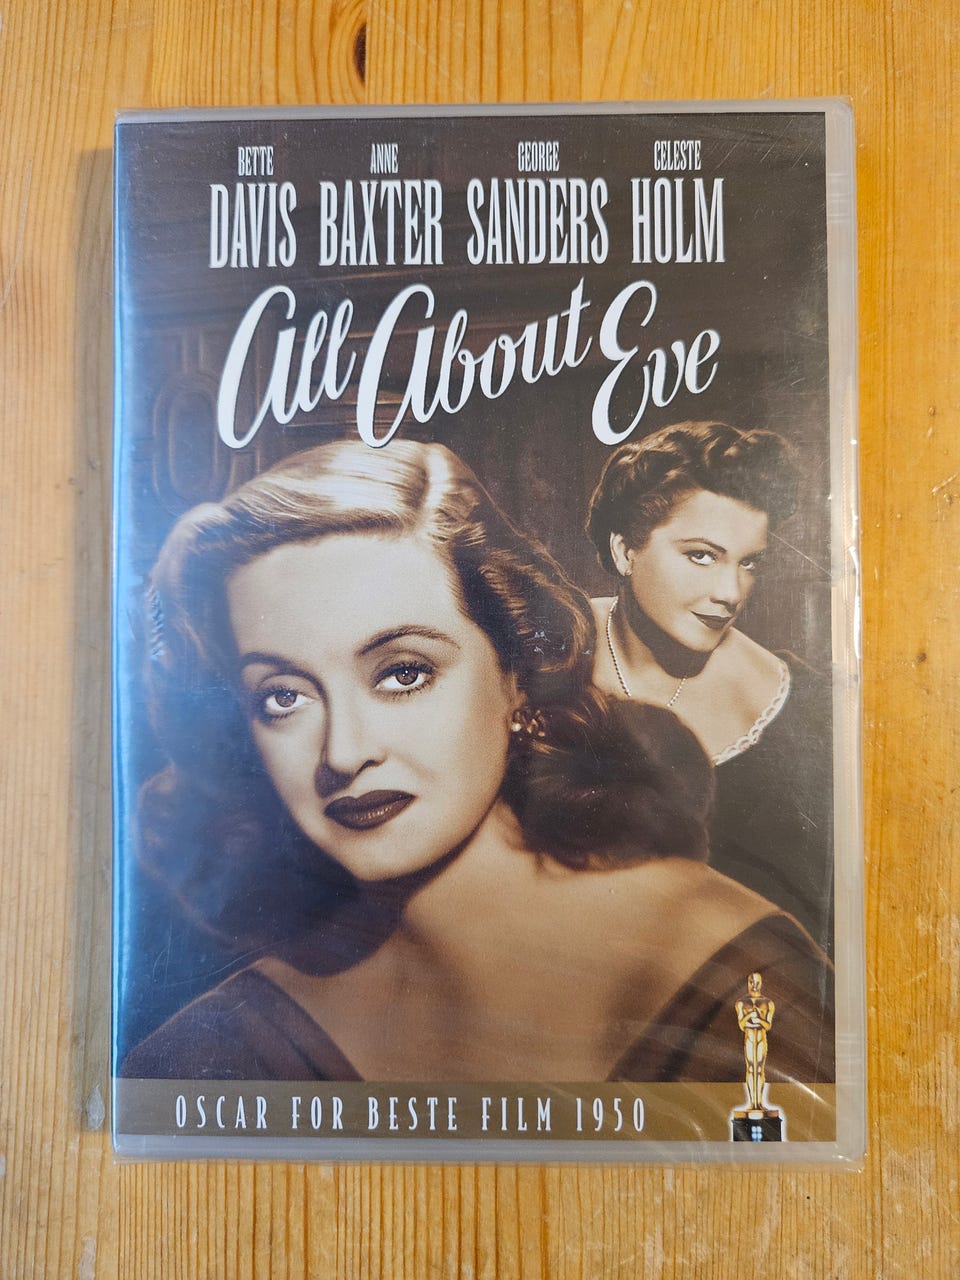 BETTE ANNE GEORGE CELESTE
DAVIS BAXTER SANDERS HOLM
All About Eve
OSCAR FOR BESTE FILM 1950